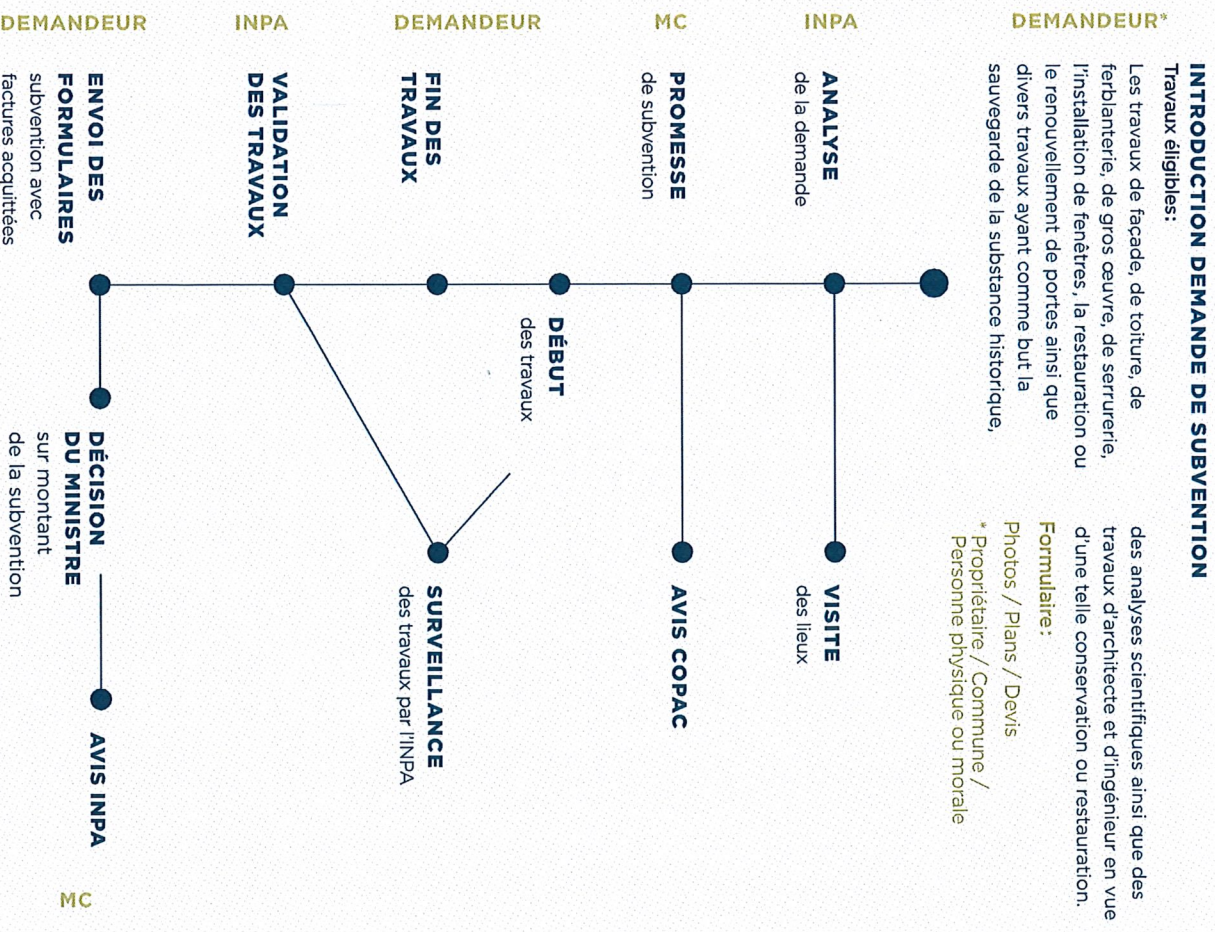 DEMANDEUR*
INTRODUCTION DEMANDE DE SUBVENTION
Travaux éligibles:
Les travaux de façade, de toiture, de
ferblanterie, de gros œuvre, de serrurerie,
l'installation de fenêtres, la restauration ou
le renouvellement de portes ainsi que
divers travaux ayant comme but la
sauvegarde de la substance historique,
des analyses scientifiques ainsi que des
travaux d'architecte et d'ingénieur en vue
d'une telle conservation ou restauration.
Formulaire:
Photos / Plans / Devis
* Propriétaire / Commune /
Personne physique ou morale
INPA
ANALYSE
de la demande
VISITE
des lieux
MC
PROMESSE
de subvention
AVIS COPAC
DÉBUT
des travaux
DEMANDEUR
FIN DES
TRAVAUX
SURVEILLANCE
des travaux par l'INPA
INPA
VALIDATION
DES TRAVAUX
DEMANDEUR
ENVOI DES
FORMULAIRES
subvention avec
factures acquittées
DÉCISION
DU MINISTRE
sur montant
de la subvention
AVIS INPA
MC